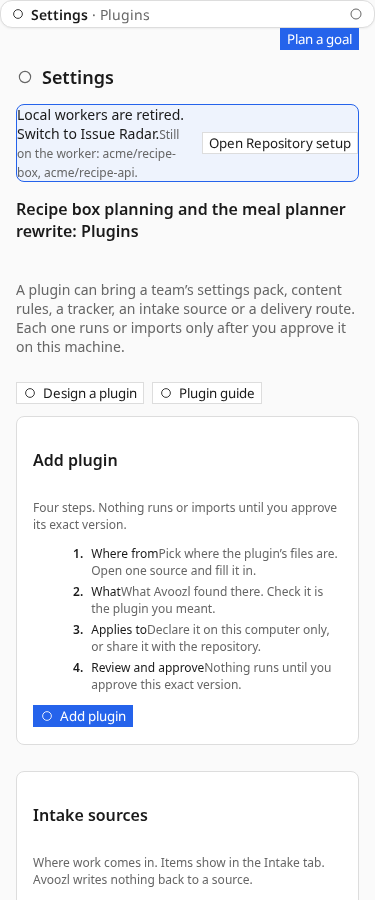 Settings · Plugins
Plan a goal
Settings
Local workers are retired.
Switch to Issue Radar.Still
on the worker: acme/recipe-
box, acme/recipe-api.
Open Repository setup
Recipe box planning and the meal planner
rewrite: Plugins
A plugin can bring a team’s settings pack, content
rules, a tracker, an intake source or a delivery route.
Each one runs or imports only after you approve it
on this machine.
Design a plugin
Plugin guide
Add plugin
Four steps. Nothing runs or imports until you approve
its exact version.
1. Where fromPick where the plugin’s files are.
Open one source and fill it in.
2. WhatWhat Avoozl found there. Check it is
the plugin you meant.
3. Applies toDeclare it on this computer only,
or share it with the repository.
4. Review and approveNothing runs until you
approve this exact version.
Add plugin
Intake sources
Where work comes in. Items show in the Intake tab.
Avoozl writes nothing back to a source.